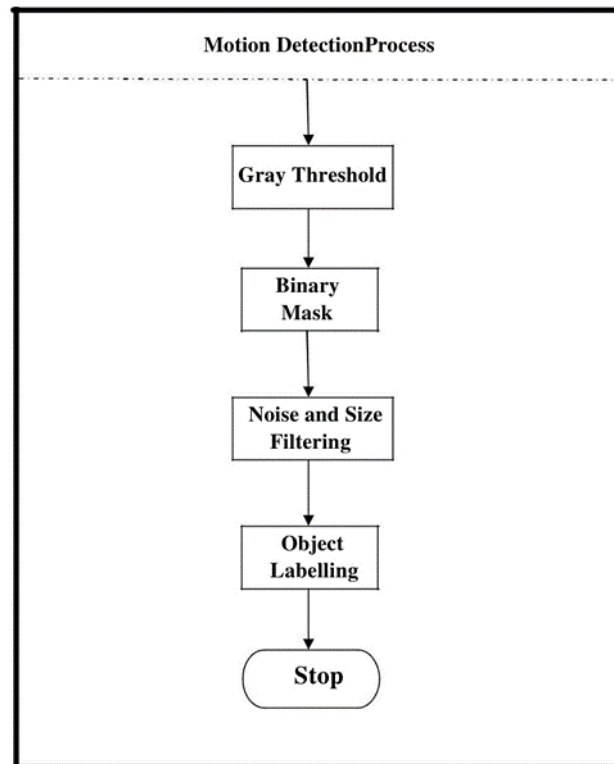 Motion DetectionProcess
Gray Threshold
Binary
Mask
Noise and Size
Filtering
Object
Labelling
Stop